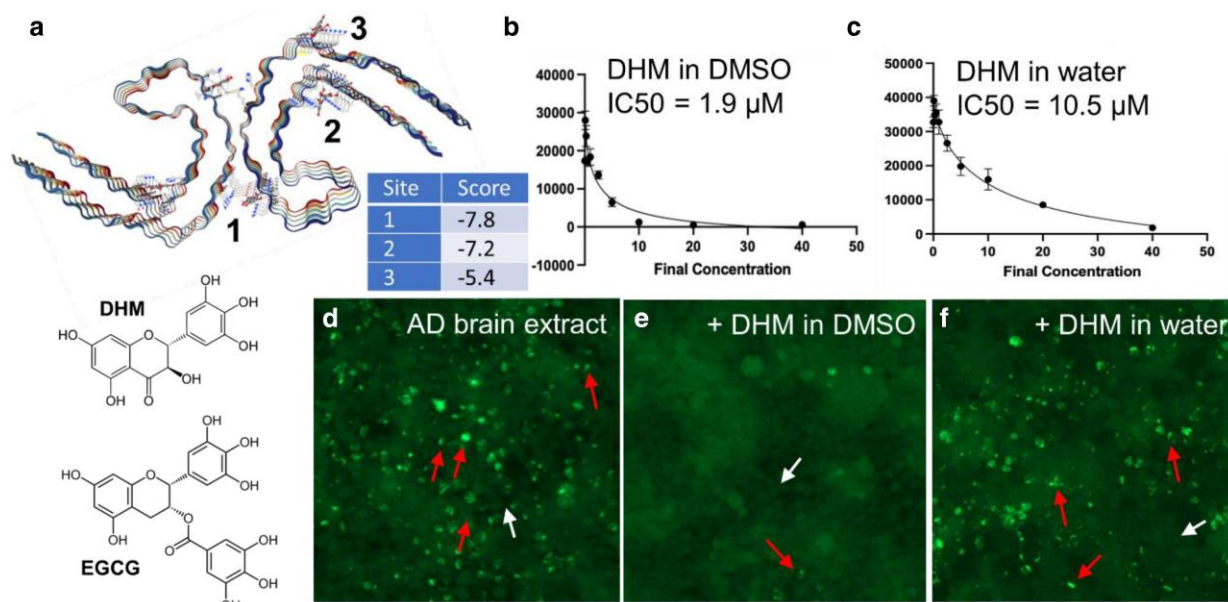 a
3
2
1
Site Score
1 -7.8
2 -7.2
3 -5.4
DHM
OH
OH
HO
O
OH
OH
OH
O
EGCG
OH
OH
HO
O
OH
OH
O
O
OH
OH
HO
b
DHM in DMSO
IC50 = 1.9 µM
40000
30000
20000
10000
0
-10000
0 10 20 30 40 50
Final Concentration
c
DHM in water
IC50 = 10.5 µM
50000
40000
30000
20000
10000
0
0 10 20 30 40 50
Final Concentration
d
AD brain extract
e
+ DHM in DMSO
f
+ DHM in water